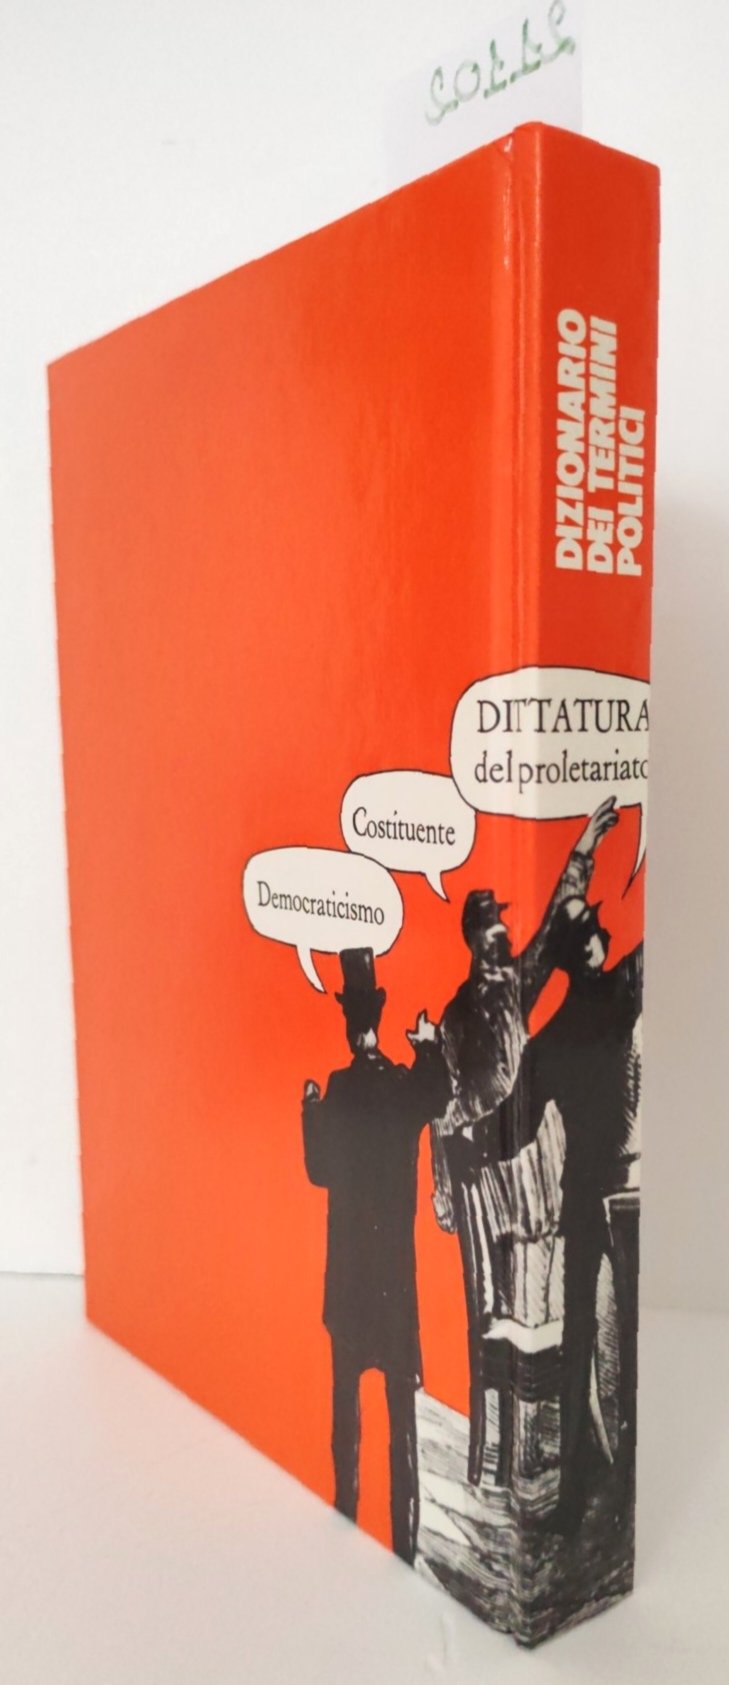 DIZIONARIO
DEI TERMINI
POLITICI
DITTATURA
del proletariato
Costituente
Democraticismo